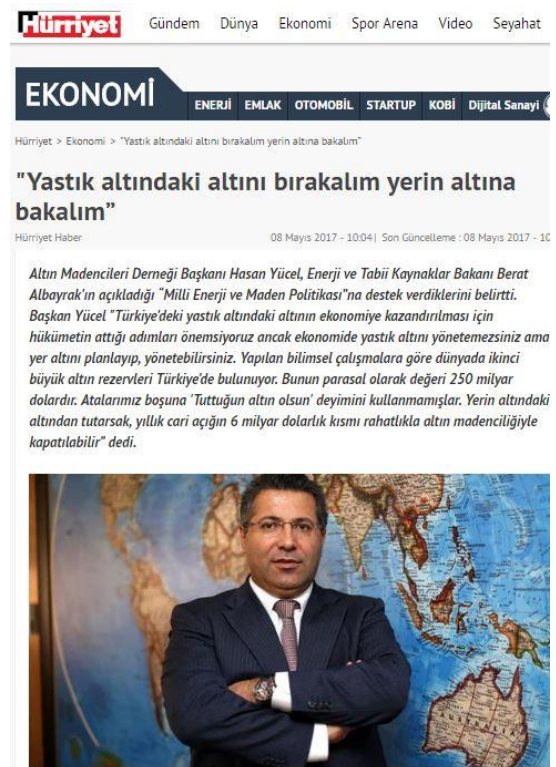 Hürriyet Gündem Dünya Ekonomi Spor Arena Video Seyahat
EKONOMİ ENERJİ EMLAK OTOMOBİL STARTUP KOBİ Dijital Sanayi
Hürriyet > Ekonomi > "Yastık altındaki altını bırakalım yerin altına bakalım”
"Yastık altındaki altını bırakalım yerin altına
bakalım”
Hürriyet Haber 08 Mayıs 2017 - 10:04| Son Güncelleme : 08 Mayıs 2017 - 10
Altın Madencileri Derneği Başkanı Hasan Yücel, Enerji ve Tabii Kaynaklar Bakanı Berat
Albayrak'ın açıkladığı “Milli Enerji ve Maden Politikası”na destek verdiklerini belirtti.
Başkan Yücel "Türkiye'deki yastık altındaki altının ekonomiye kazandırılması için
hükümetin attığı adımları önemsiyoruz ancak ekonomide yastık altını yönetemezsiniz ama
yer altını planlayıp, yönetebilirsiniz. Yapılan bilimsel çalışmalara göre dünyada ikinci
büyük altın rezervleri Türkiye'de bulunuyor. Bunun parasal olarak değeri 250 milyar
dolardır. Atalarımız boşuna 'Tuttuğun altın olsun' deyimini kullanmamışlar. Yerin altındaki
altından tutarsak, yıllık cari açığın 6 milyar dolarlık kısmı rahatlıkla altın madenciliğiyle
kapatılabilir” dedi.
AUSTRALIA